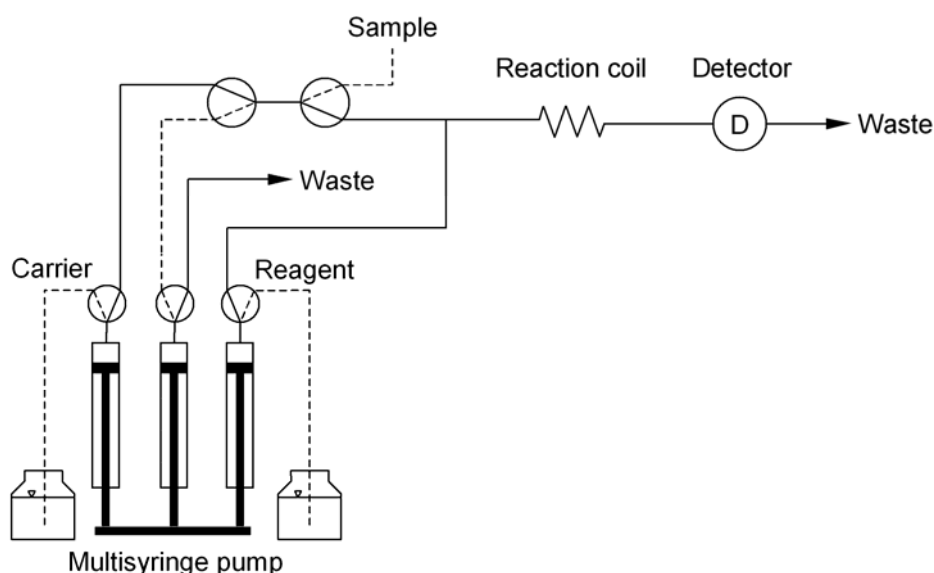 Sample
Reaction coil
Detector
D
Waste
Waste
Carrier
Reagent
Multisyringe pump